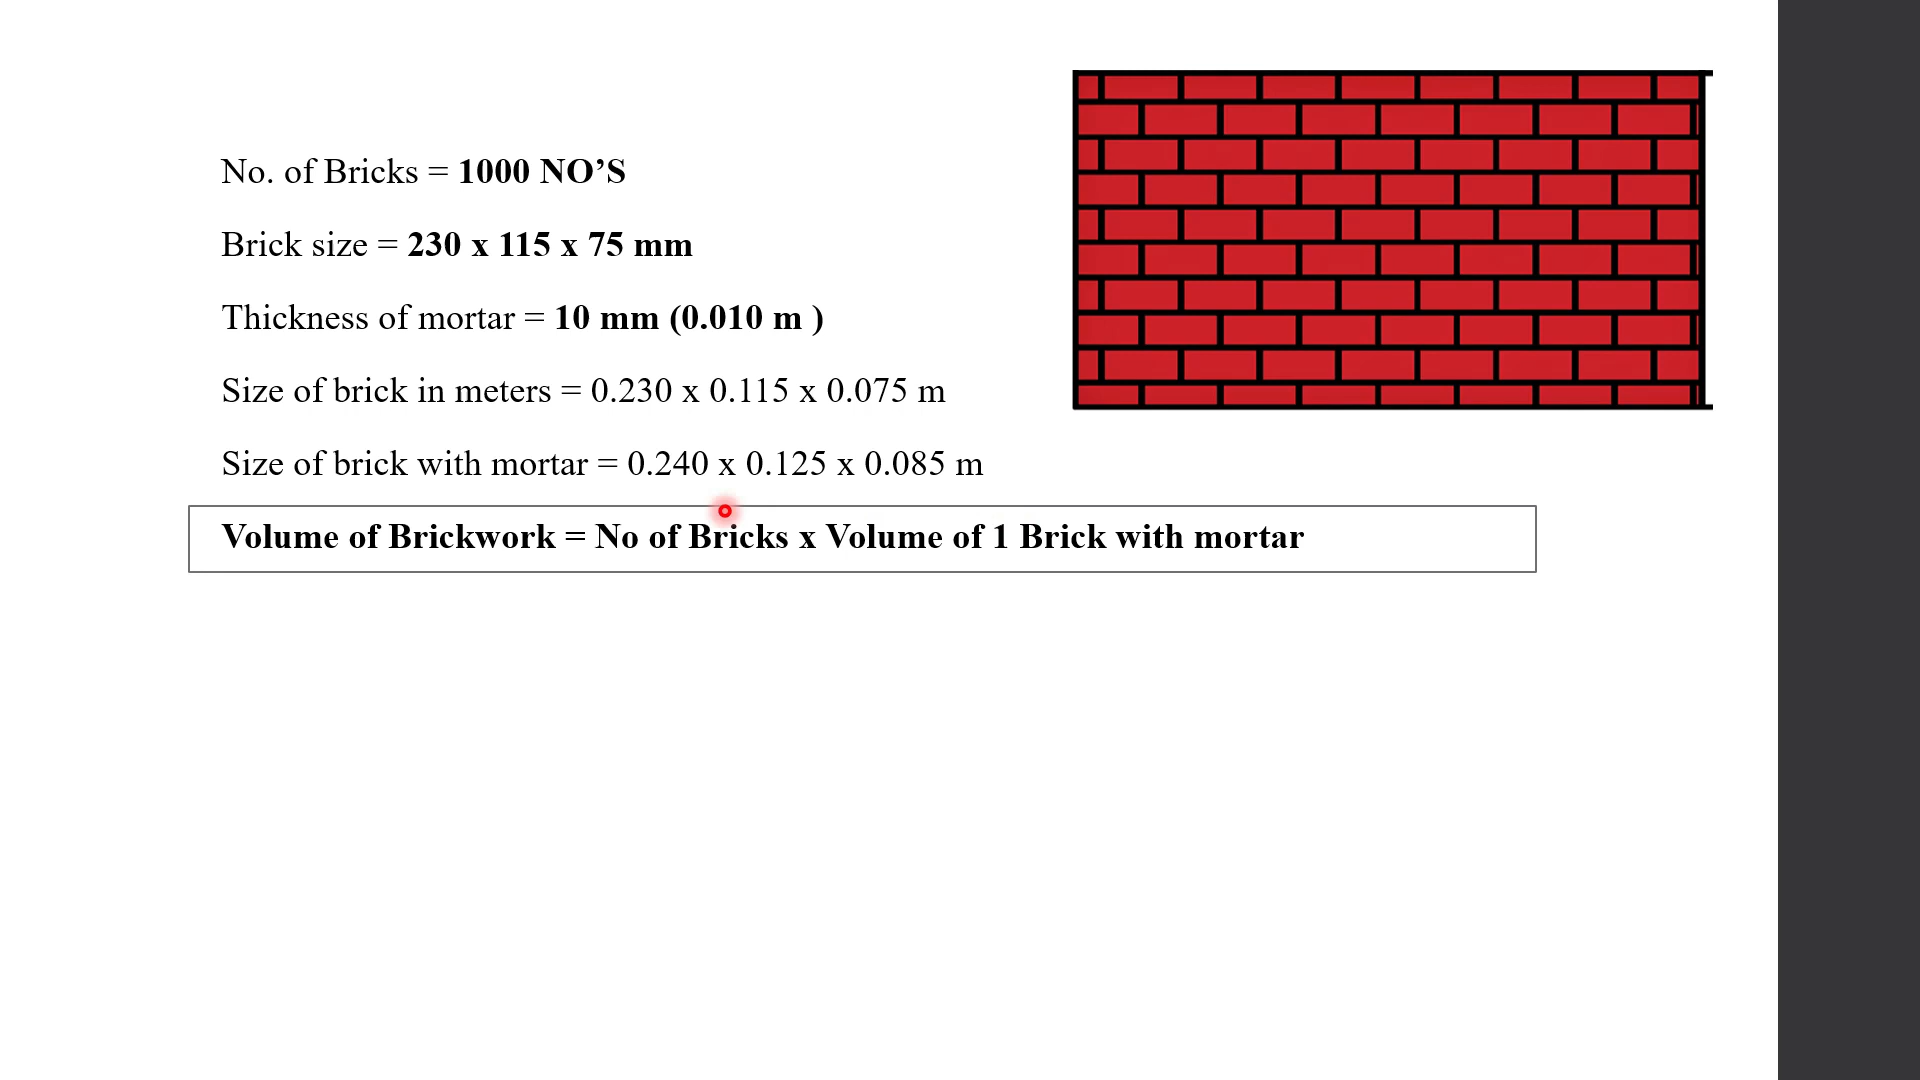 No. of Bricks = 1000 NO’S
Brick size = 230 x 115 x 75 mm
Thickness of mortar = 10 mm (0.010 m )
Size of brick in meters = 0.230 x 0.115 x 0.075 m
Size of brick with mortar = 0.240 x 0.125 x 0.085 m
Volume of Brickwork = No of Bricks x Volume of 1 Brick with mortar